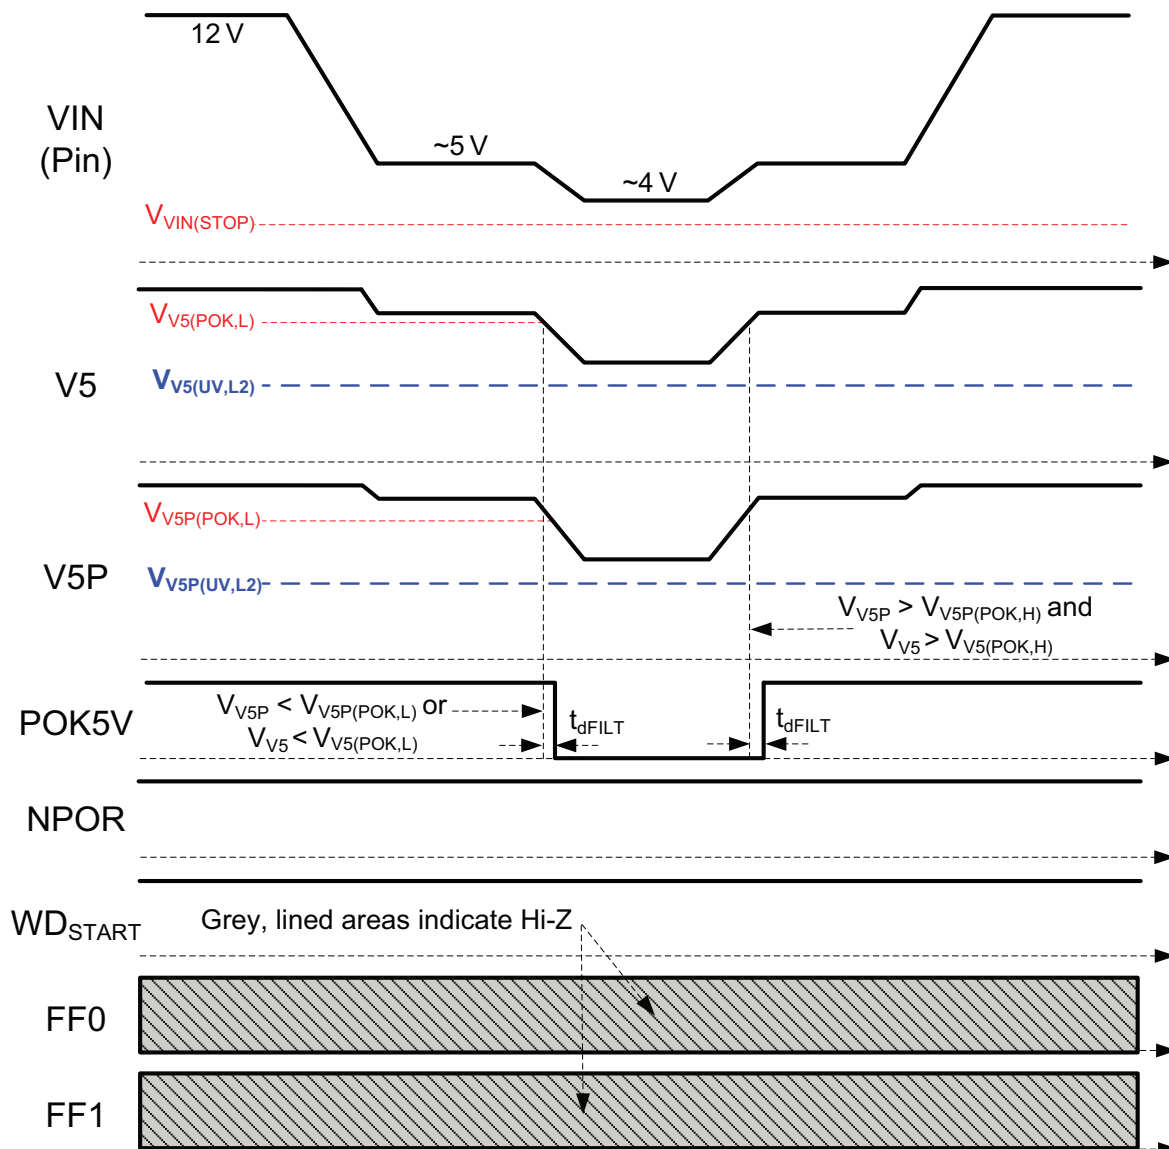 12 V
VIN
(Pin)
~5 V
~4 V
VVIN(STOP)
VV5(POK,L)
V5
VV5(UV,L2)
VV5P(POK,L)
V5P
VV5P(UV,L2)
VV5P > VV5P(POK,H) and
VV5 > VV5(POK,H)
POK5V
VV5P < VV5P(POK,L) or
VV5 < VV5(POK,L)
tdFILT
tdFILT
NPOR
WDSTART
Grey, lined areas indicate Hi-Z
FF0
FF1